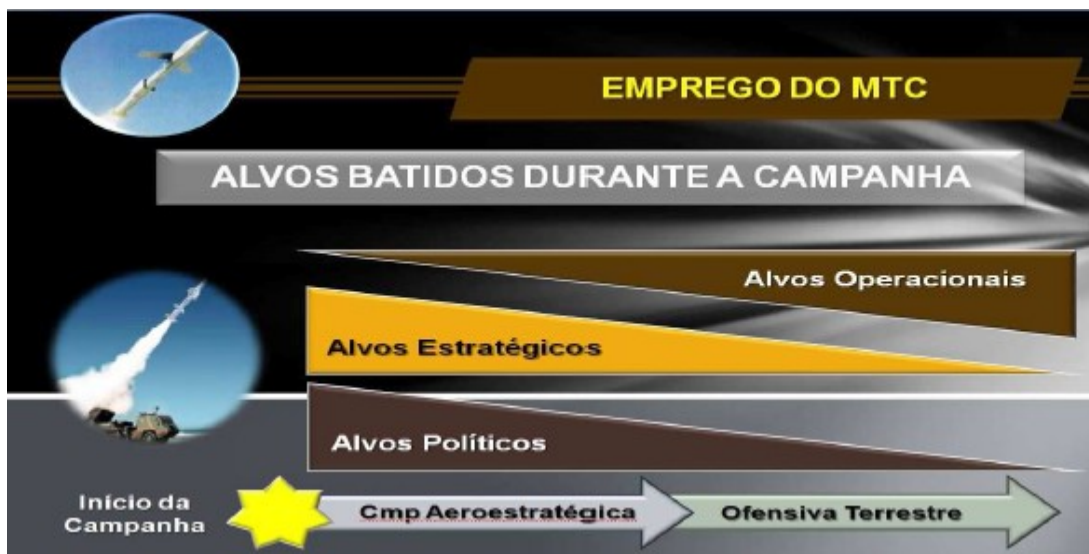 EMPREGO DO MTC
ALVOS BATIDOS DURANTE A CAMPANHA
Alvos Operacionais
Alvos Estratégicos
Alvos Políticos
Início da
Campanha
Cmp Aeroestratégica
Ofensiva Terrestre